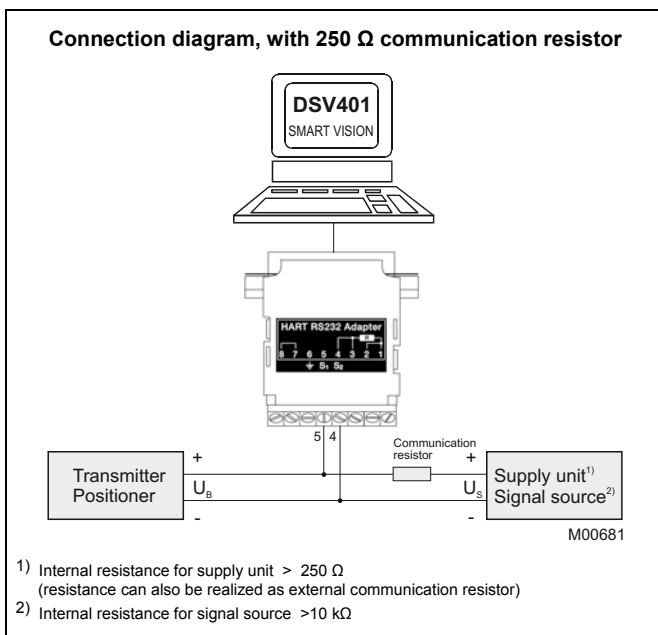 Connection diagram, with 250 Ω communication resistor
DSV401
SMART VISION
HART RS232 Adapter
R
8 7 6 5 4 3 2 1
S1 S2
5 4
Communication
resistor
+ +
Transmitter
Positioner
UB US
Supply unit1)
Signal source2)
- -
M00681
1) Internal resistance for supply unit > 250 Ω
(resistance can also be realized as external communication resistor)
2) Internal resistance for signal source >10 kΩ